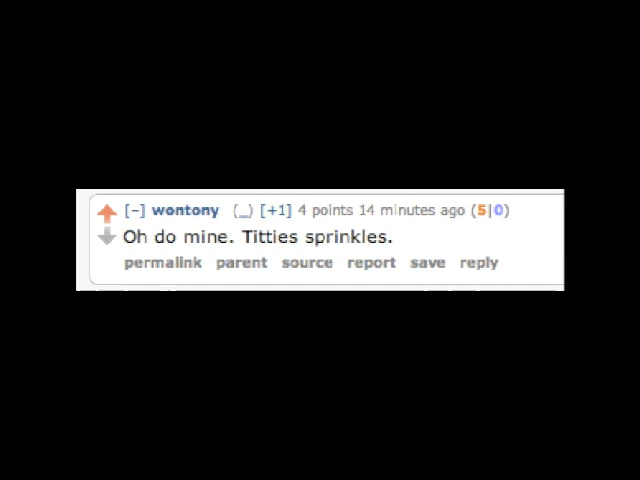 [–] wontony (_) [+1] 4 points 14 minutes ago (5|0)
Oh do mine. Titties sprinkles.
permalink parent source report save reply